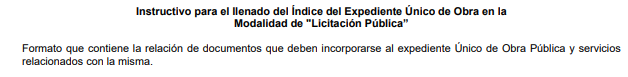 Instructivo para el llenado del Índice del Expediente Único de Obra en la
Modalidad de "Licitación Pública”
Formato que contiene la relación de documentos que deben incorporarse al expediente Único de Obra Pública y servicios
relacionados con la misma.